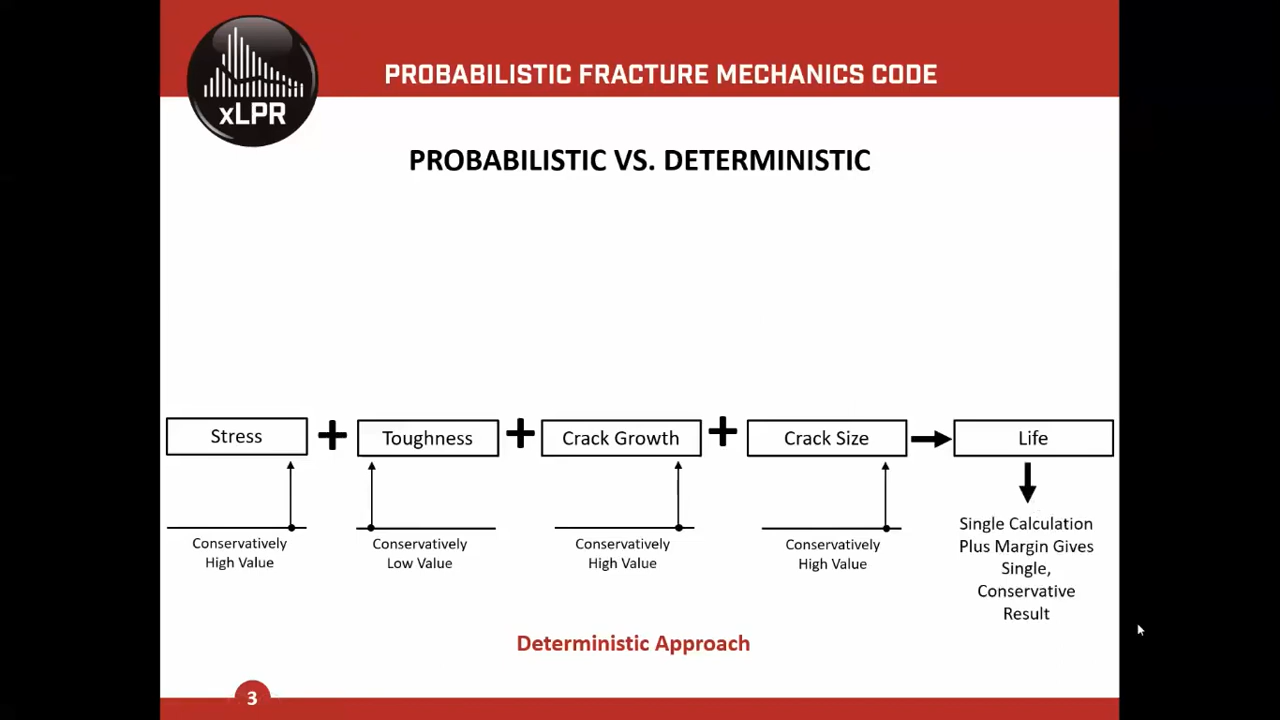 xLPR
PROBABILISTIC FRACTURE MECHANICS CODE
PROBABILISTIC VS. DETERMINISTIC
Stress + Toughness + Crack Growth + Crack Size Life
Conservatively
High Value
Conservatively
Low Value
Conservatively
High Value
Conservatively
High Value
Single Calculation
Plus Margin Gives
Single,
Conservative
Result
Deterministic Approach
3